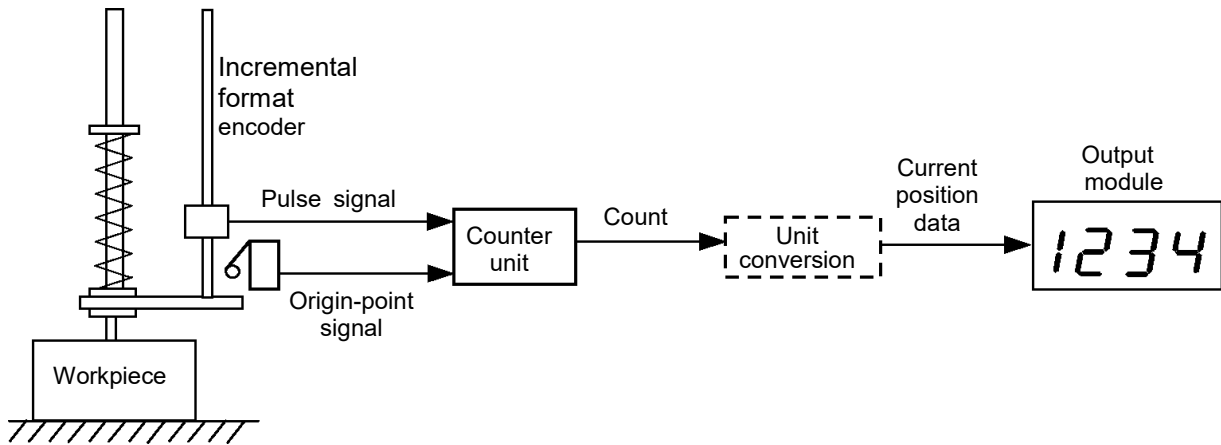 Incremental
format
encoder
Pulse signal
Origin-point
signal
Counter
unit
Count
Unit
conversion
Current
position
data
Output
module
1234
Workpiece